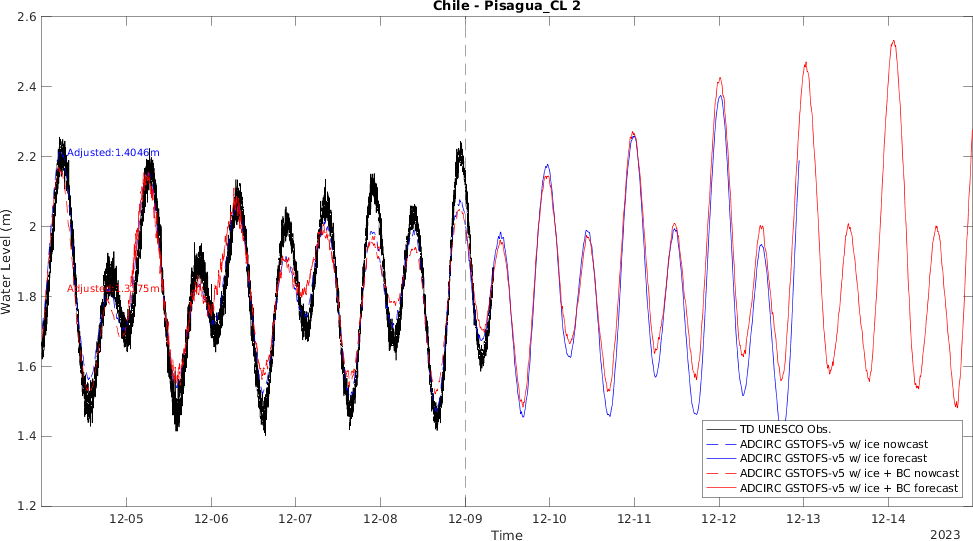 Chile - Pisagua_CL 2
Water Level (m)
2.6
2.4
2.2
2
1.8
1.6
1.4
1.2
Adjusted:1.4046m
12-05
12-06
12-07
12-08
12-09
12-10
12-11
12-12
12-13
12-14
Time
2023
TD UNESCO Obs.
ADCIRC GSTOFS-v5 w/ ice nowcast
ADCIRC GSTOFS-v5 w/ ice forecast
ADCIRC GSTOFS-v5 w/ ice + BC nowcast
ADCIRC GSTOFS-v5 w/ ice + BC forecast